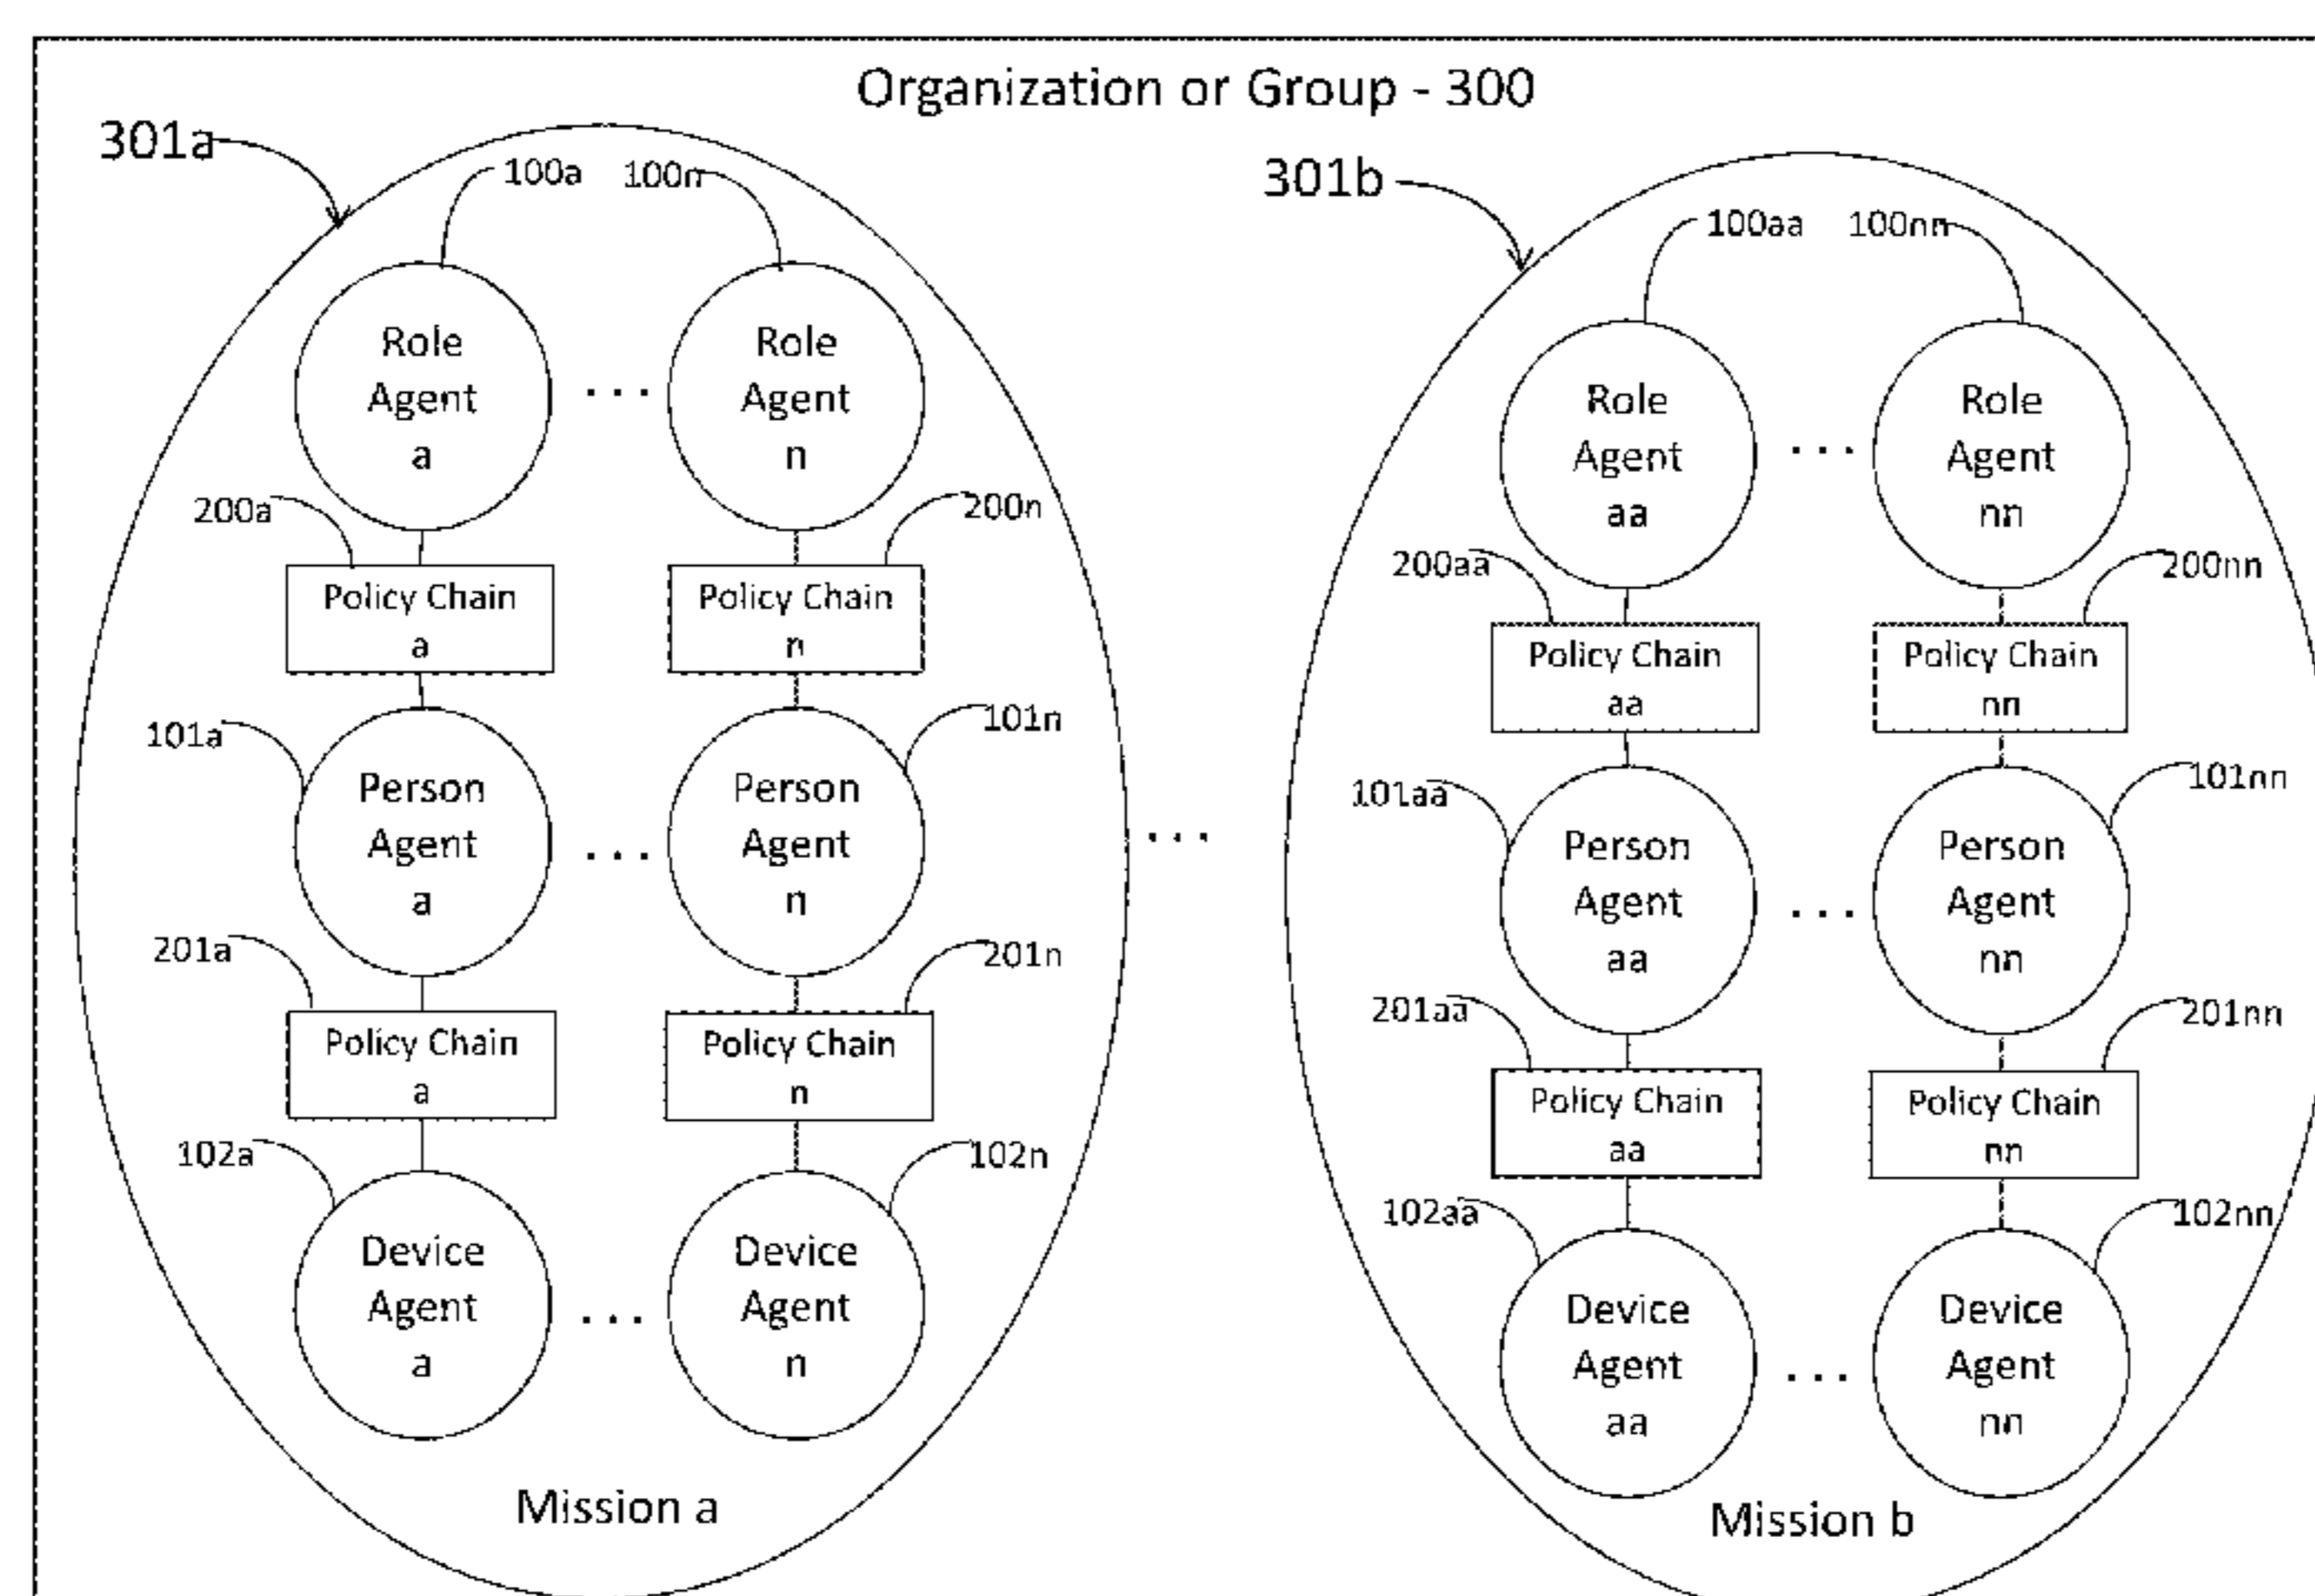 Organization or Group - 300
301a
100a
100n
301b
100aa
100nn
Role
Agent
a
Role
Agent
n
Role
Agent
aa
Role
Agent
nn
200a
200n
200aa
200nn
Policy Chain
a
Policy Chain
n
Policy Chain
aa
Policy Chain
nn
101a
101n
101aa
101nn
Person
Agent
a
Person
Agent
n
Person
Agent
aa
Person
Agent
nn
201a
201n
201aa
201nn
Policy Chain
a
Policy Chain
n
Policy Chain
aa
Policy Chain
nn
102a
102n
102aa
102nn
Device
Agent
a
Device
Agent
n
Device
Agent
aa
Device
Agent
nn
Mission a
Mission b